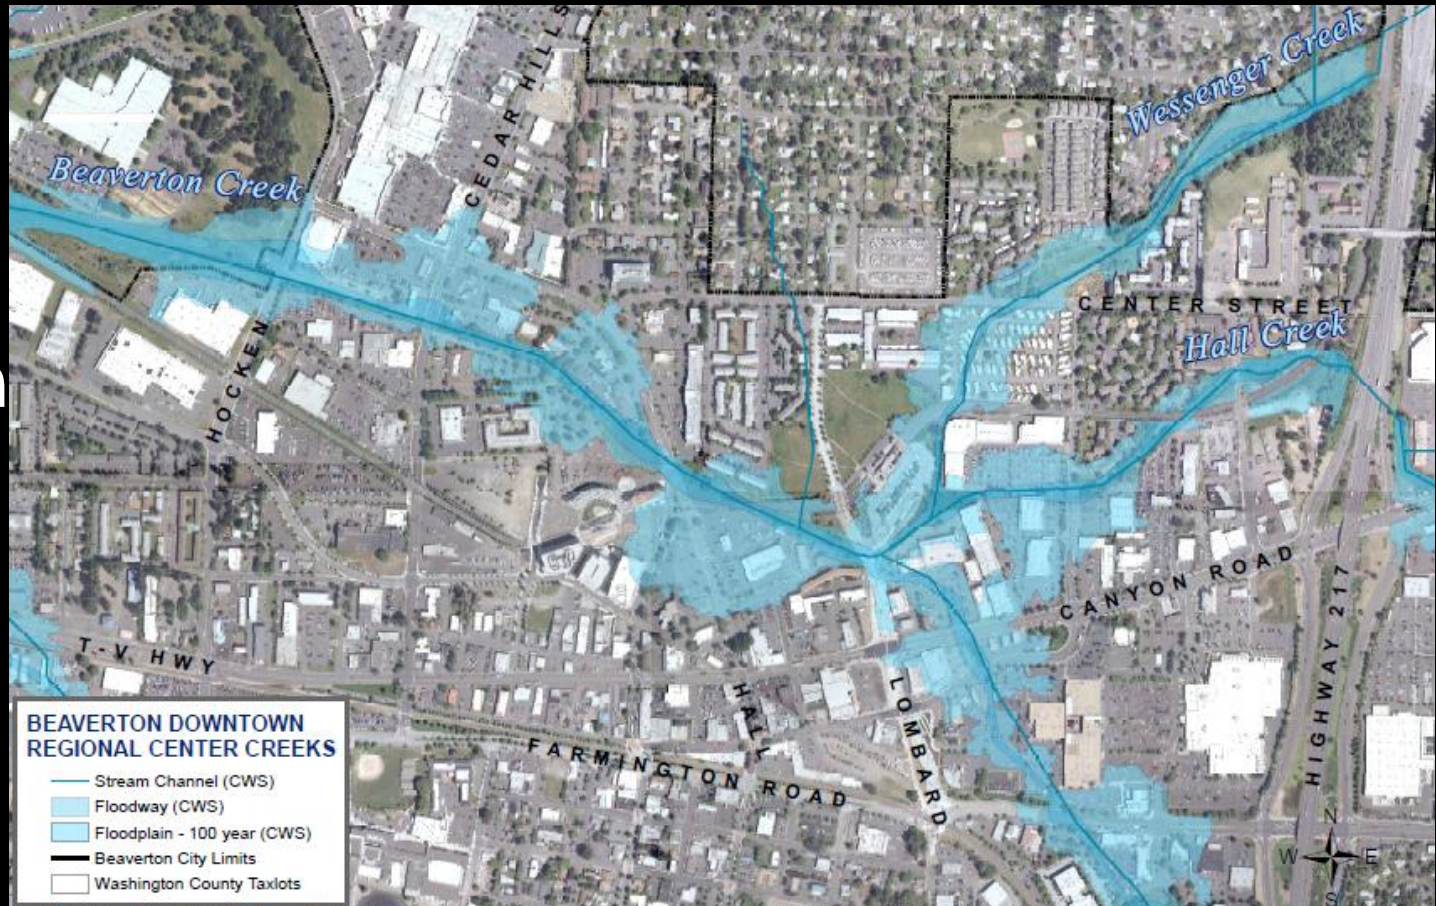 Wessenger Creek
CEDAR HILLS
Beaverton Creek
CENTER STREET
Hall Creek
HOCKEN
CANYON ROAD
T-V HWY
HIGHWAY 217
HALL
LOMBARD
FARMINGTON ROAD
BEAVERTON DOWNTOWN
REGIONAL CENTER CREEKS
Stream Channel (CWS)
Floodway (CWS)
Floodplain - 100 year (CWS)
Beaverton City Limits
Washington County Taxlots
N
W E
S